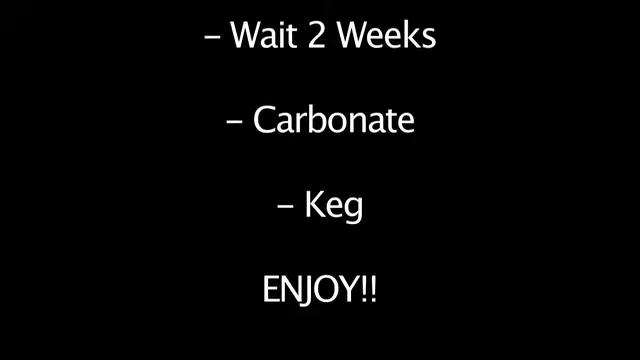 – Wait 2 Weeks
– Carbonate
– Keg
ENJOY!!